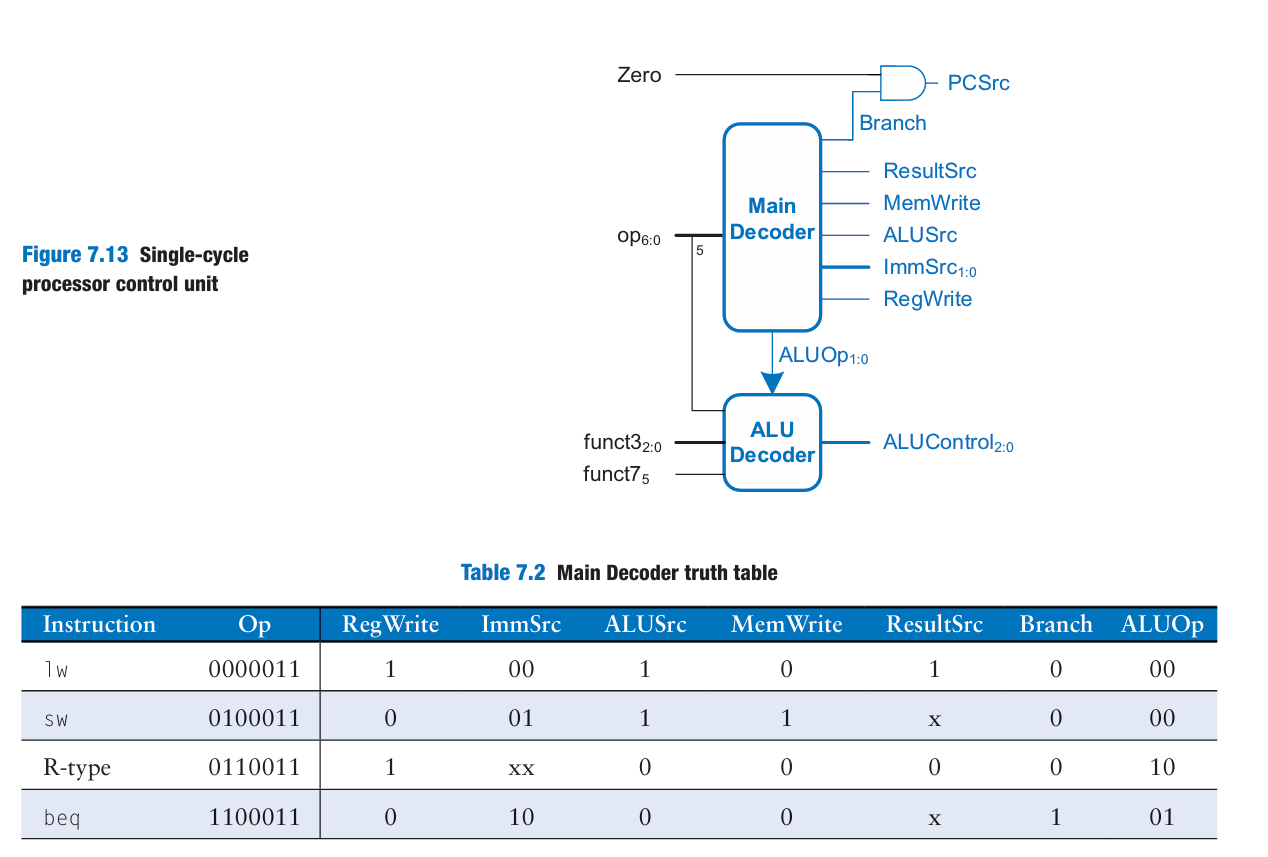 Zero
PCSrc
Branch
ResultSrc
MemWrite
ALUSrc
ImmSrc1:0
RegWrite
Main
Decoder
op6:0
5
ALUOp1:0
ALU
Decoder
funct32:0
funct75
ALUControl2:0
Figure 7.13 Single-cycle
processor control unit
Table 7.2 Main Decoder truth table
Instruction Op RegWrite ImmSrc ALUSrc MemWrite ResultSrc Branch ALUOp
lw 0000011 1 00 1 0 1 0 00
sw 0100011 0 01 1 1 x 0 00
R-type 0110011 1 xx 0 0 0 0 10
beq 1100011 0 10 0 0 x 1 01